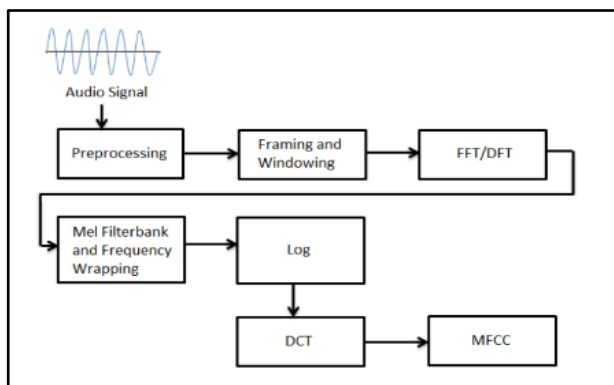 Audio Signal
Preprocessing
Framing and
Windowing
FFT/DFT
Mel Filterbank
and Frequency
Wrapping
Log
DCT
MFCC